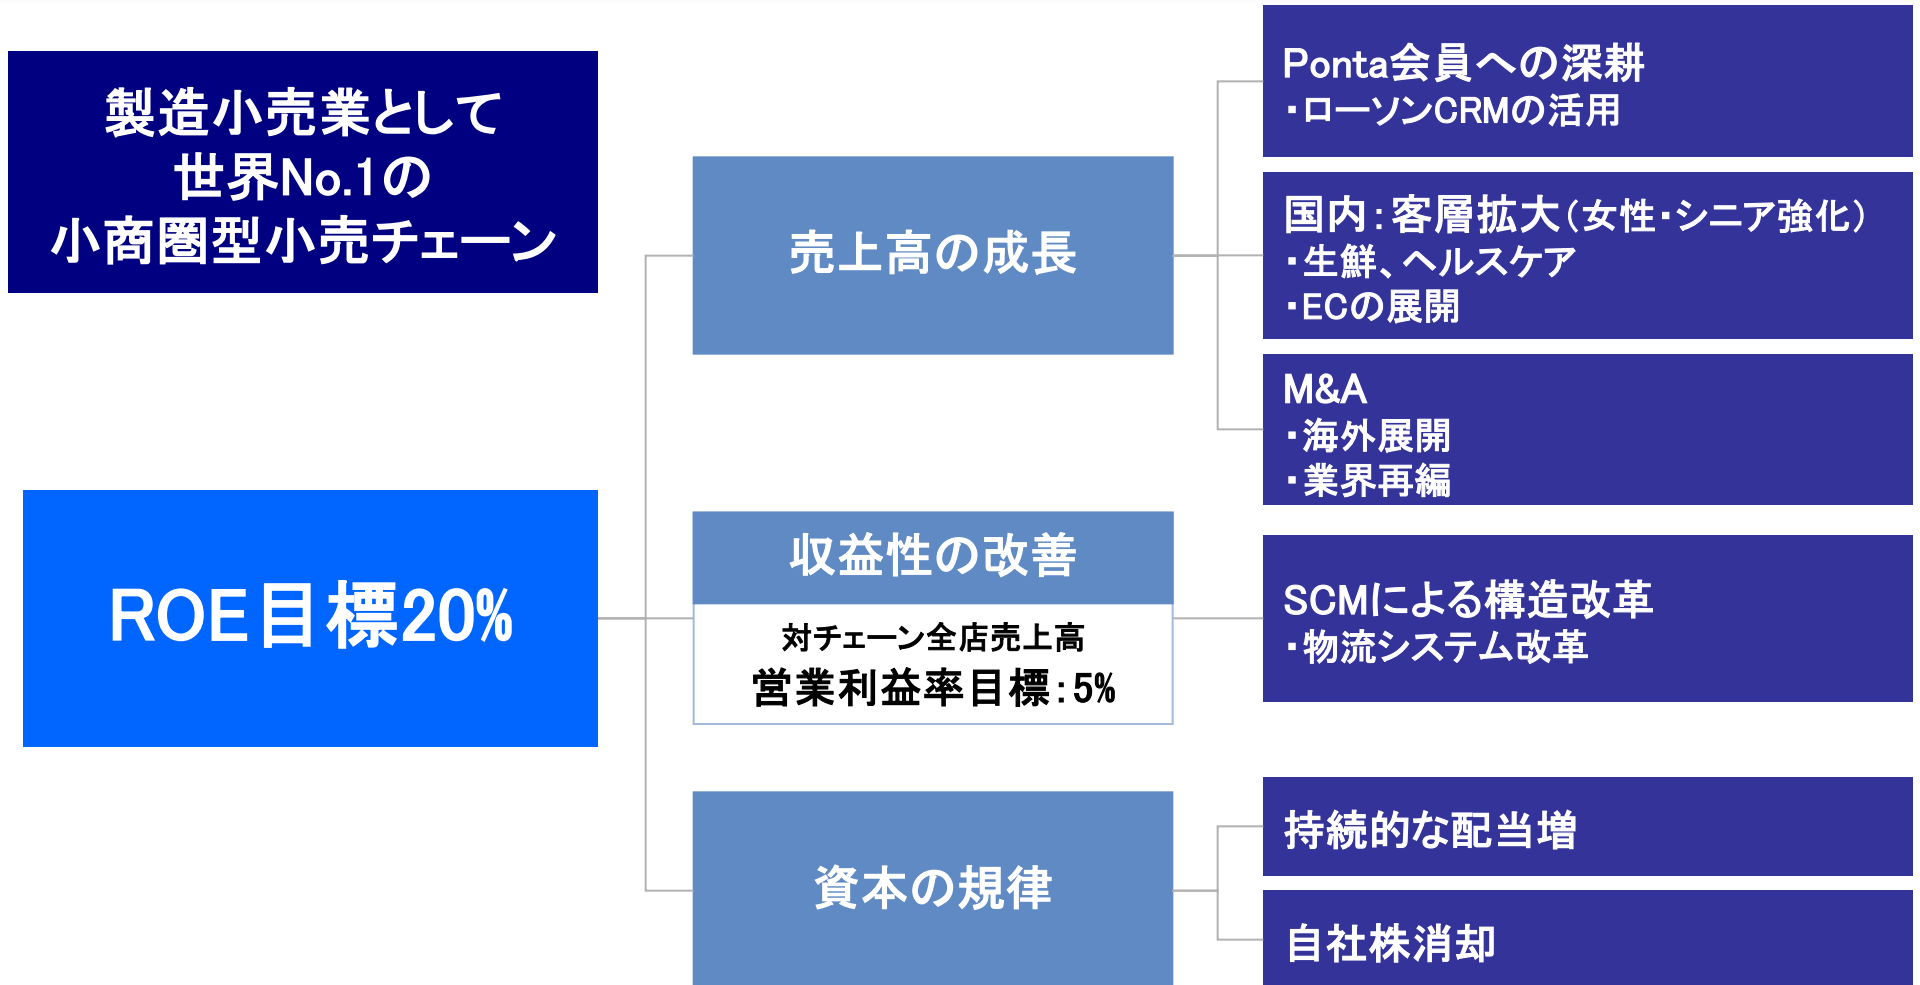 製造小売業として
世界No.1の
小商圏型小売チェーン
ROE目標20%
売上高の成長
収益性の改善
対チェーン全店売上高
営業利益率目標：5%
資本の規律
Ponta会員への深耕
・ローソンCRMの活用
国内：客層拡大（女性・シニア強化）
・生鮮、ヘルスケア
・ECの展開
M&A
・海外展開
・業界再編
SCMによる構造改革
・物流システム改革
持続的な配当増
自社株消却